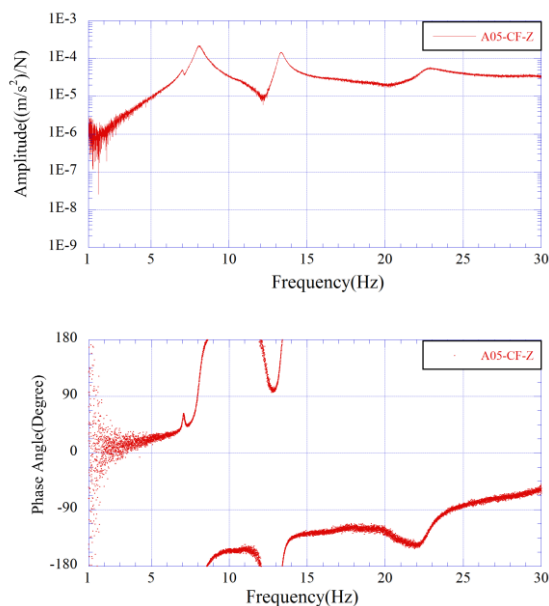 1E-3
A05-CF-Z
1E-4
1E-5
1E-6
1E-7
1E-8
1E-9
Amplitude((m/s²)/N)
1 5 10 15 20 25 30
Frequency(Hz)
180
A05-CF-Z
90
0
-90
-180
Phase Angle(Degree)
1 5 10 15 20 25 30
Frequency(Hz)